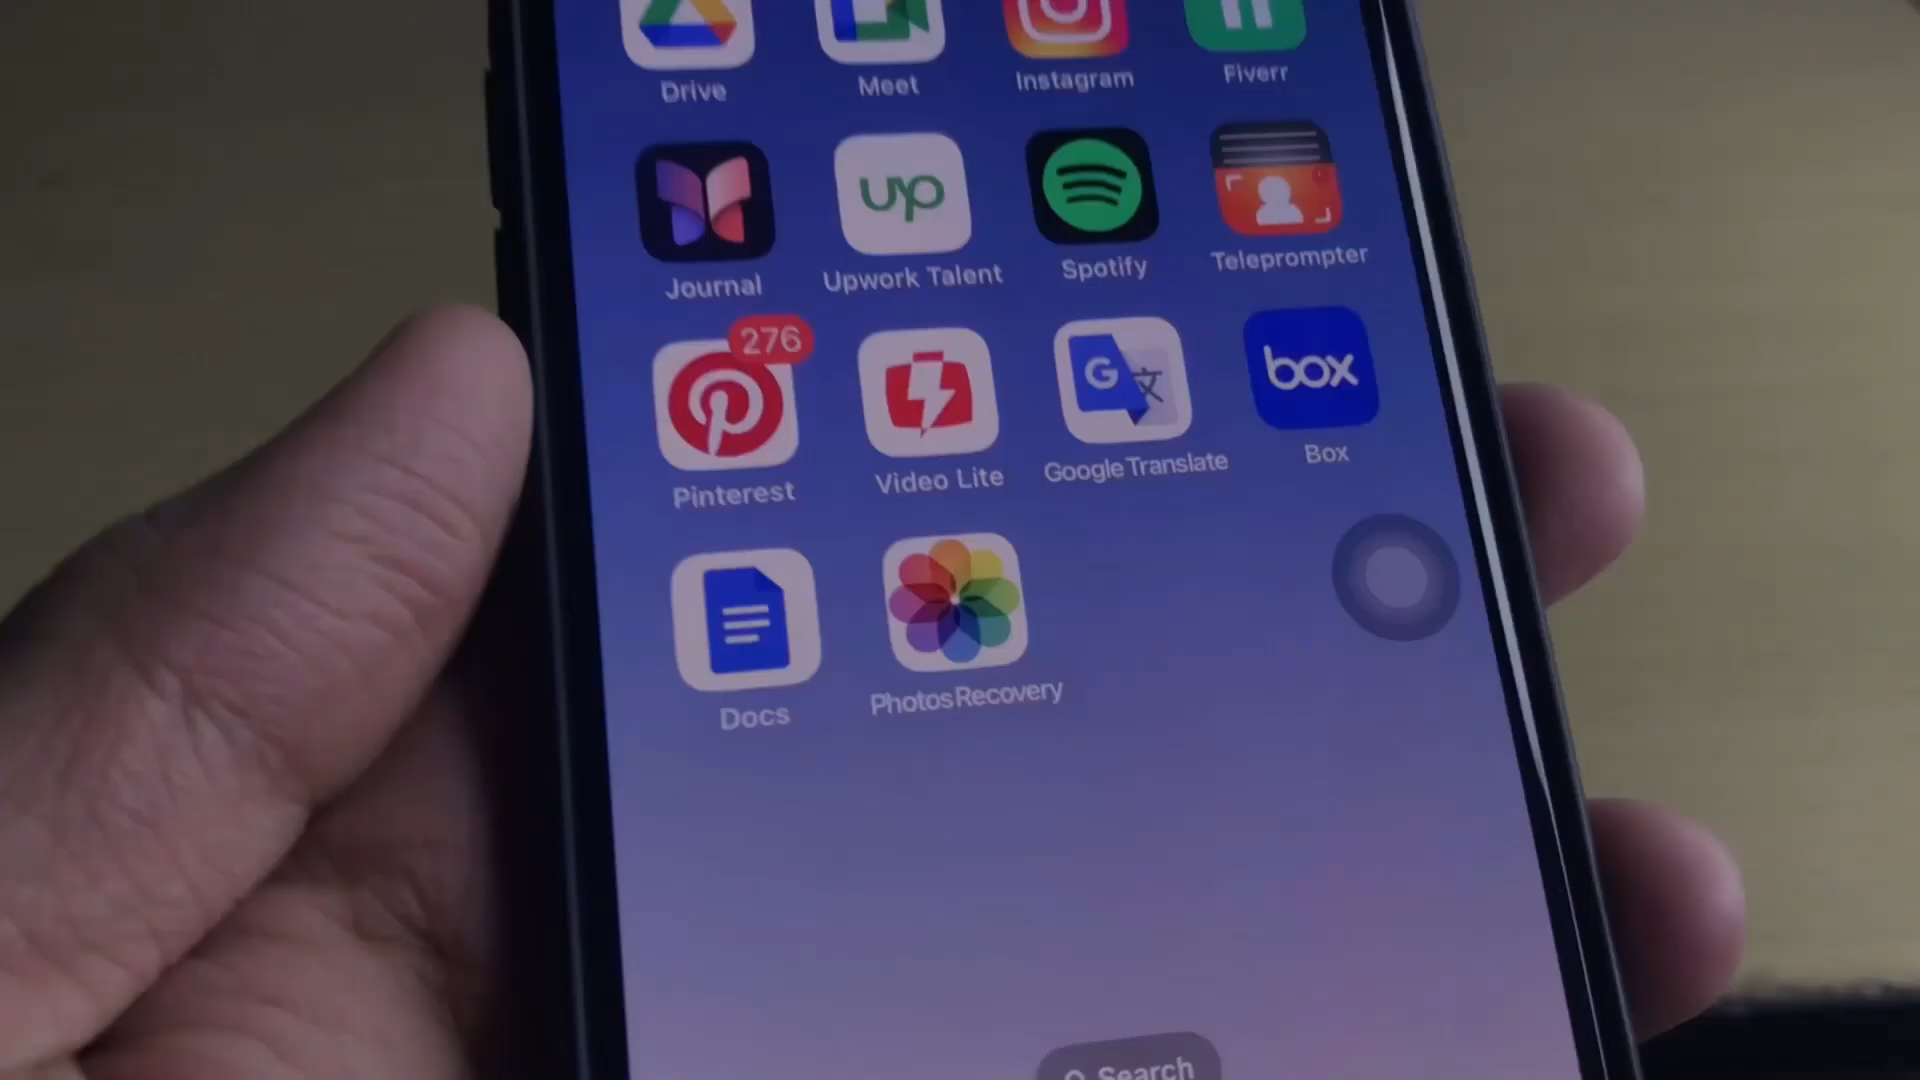 Drive Meet Instagram Fiverr
up
Journal Upwork Talent Spotify Teleprompter
276
G 文 box
Pinterest Video Lite Google Translate Box
Docs Photos Recovery
Search